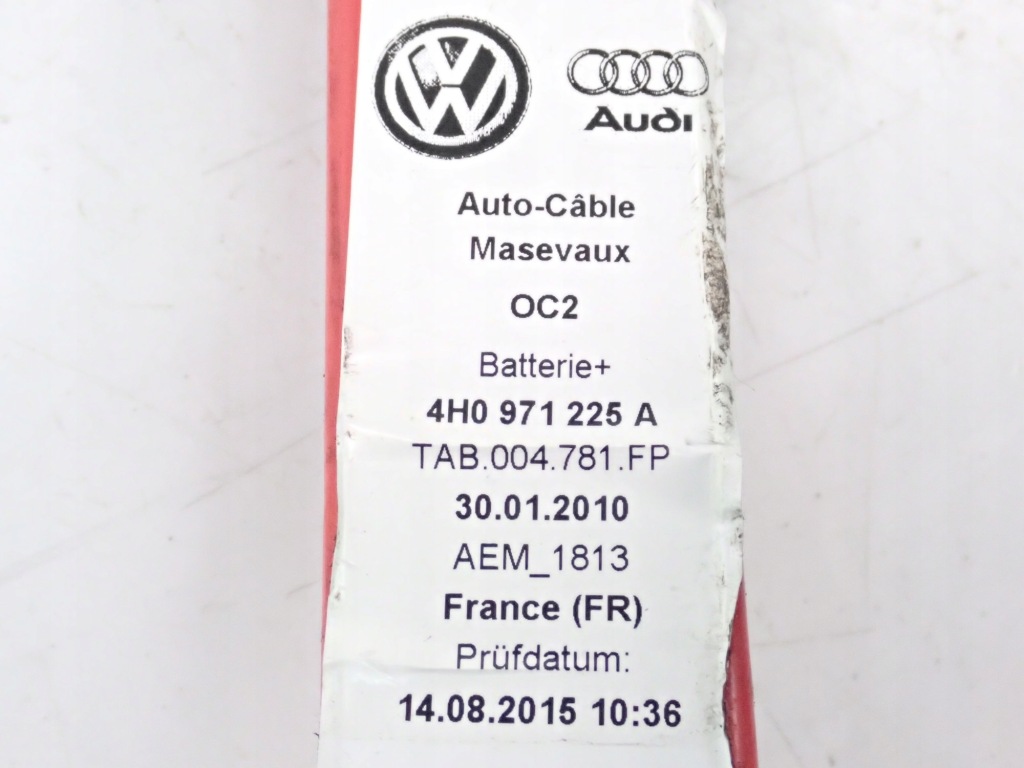 Audi
Auto-Câble
Masevaux
OC2
Batterie+
4H0 971 225 A
TAB.004.781.FP
30.01.2010
AEM_1813
France (FR)
Prüfdatum:
14.08.2015 10:36